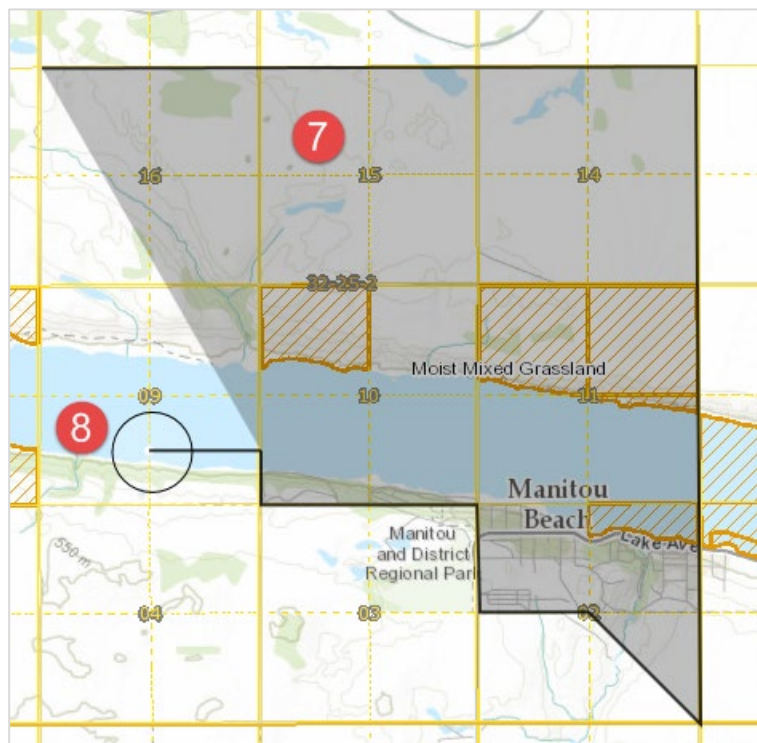 7
16
15
14
32-25-2
Moist Mixed Grassland
09
10
11
8
Manitou
Beach
Lake Ave
Manitou
and District
Regional Park
550 m
04
03
02